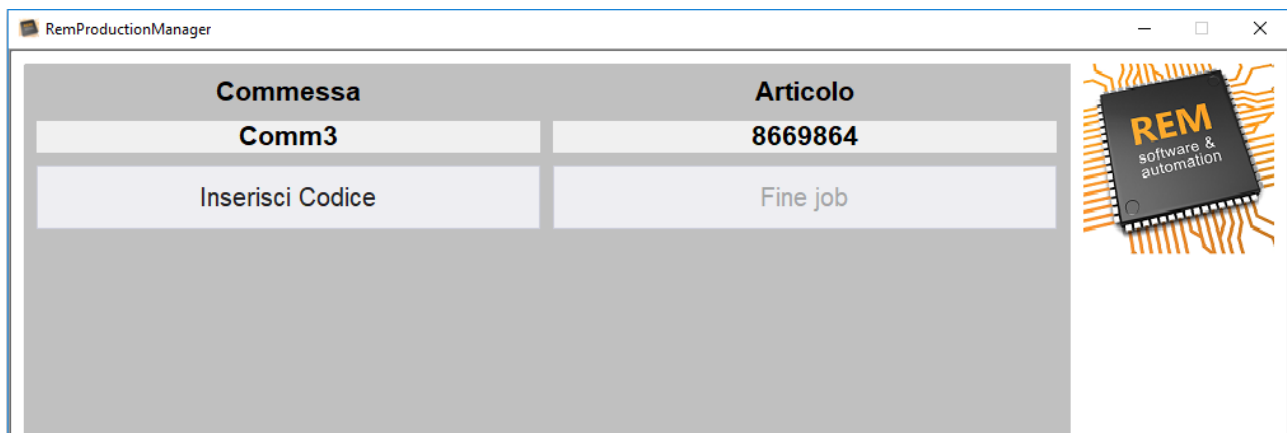 RemProductionManager
Commessa Articolo
Comm3 8669864
Inserisci Codice Fine job
REM
software &
automation